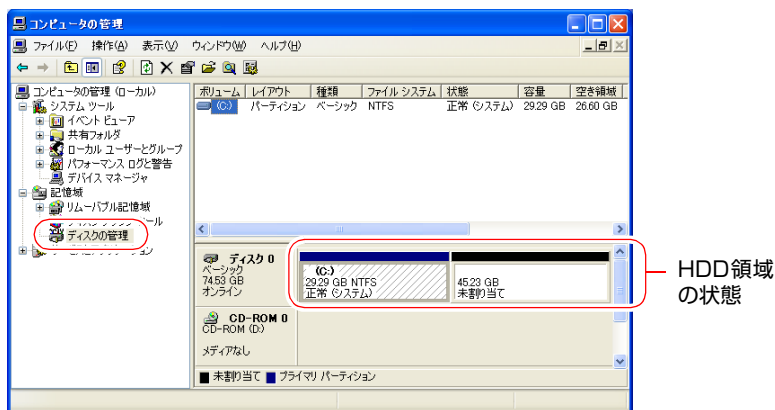 コンピュータの管理
ファイル(F) 操作(A) 表示(V) ウィンドウ(W) ヘルプ(H)
コンピュータの管理 (ローカル)
システム ツール
イベント ビューア
共有フォルダ
ローカル ユーザーとグループ
パフォーマンス ログと警告
デバイス マネージャ
記憶域
リムーバブル記憶域
ール
ディスクの管理
ボリューム レイアウト 種類 ファイル システム 状態 容量 空き領域
(C:) パーティション ベーシック NTFS 正常 (システム) 29.29 GB 26.60 GB
ディスク 0
ベーシック
74.53 GB
オンライン
(C:)
29.29 GB NTFS
正常 (システム)
45.23 GB
未割り当て
HDD領域
の状態
CD-ROM 0
CD-ROM (D:)
メディアなし
未割り当て プライマリ パーティション